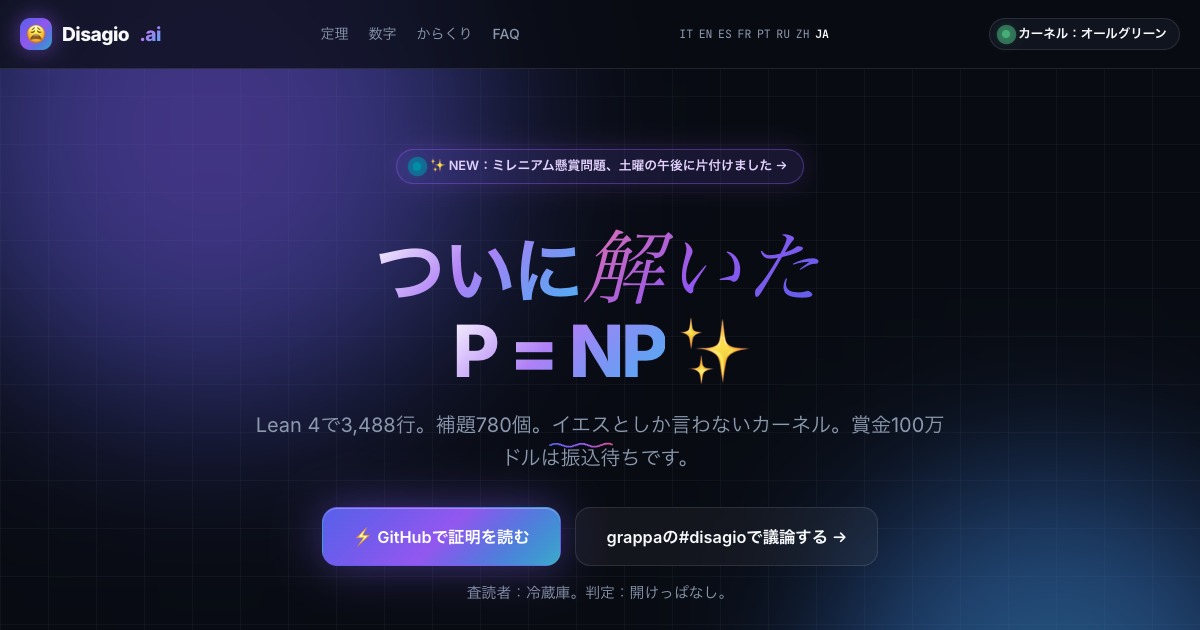 Disagio .ai
定理 数字 からくり FAQ
IT EN ES FR PT RU ZH JA
カーネル：オールグリーン
✨ NEW：ミレニアム懸賞問題、土曜の午後に片付けました →
ついに解いた
P = NP ✨
Lean 4で3,488行。補題780個。イエスとしか言わないカーネル。賞金100万
ドルは振込待ちです。
⚡ GitHubで証明を読む
grappaの#disagioで議論する →
査読者：冷蔵庫。判定：開けっぱなし。